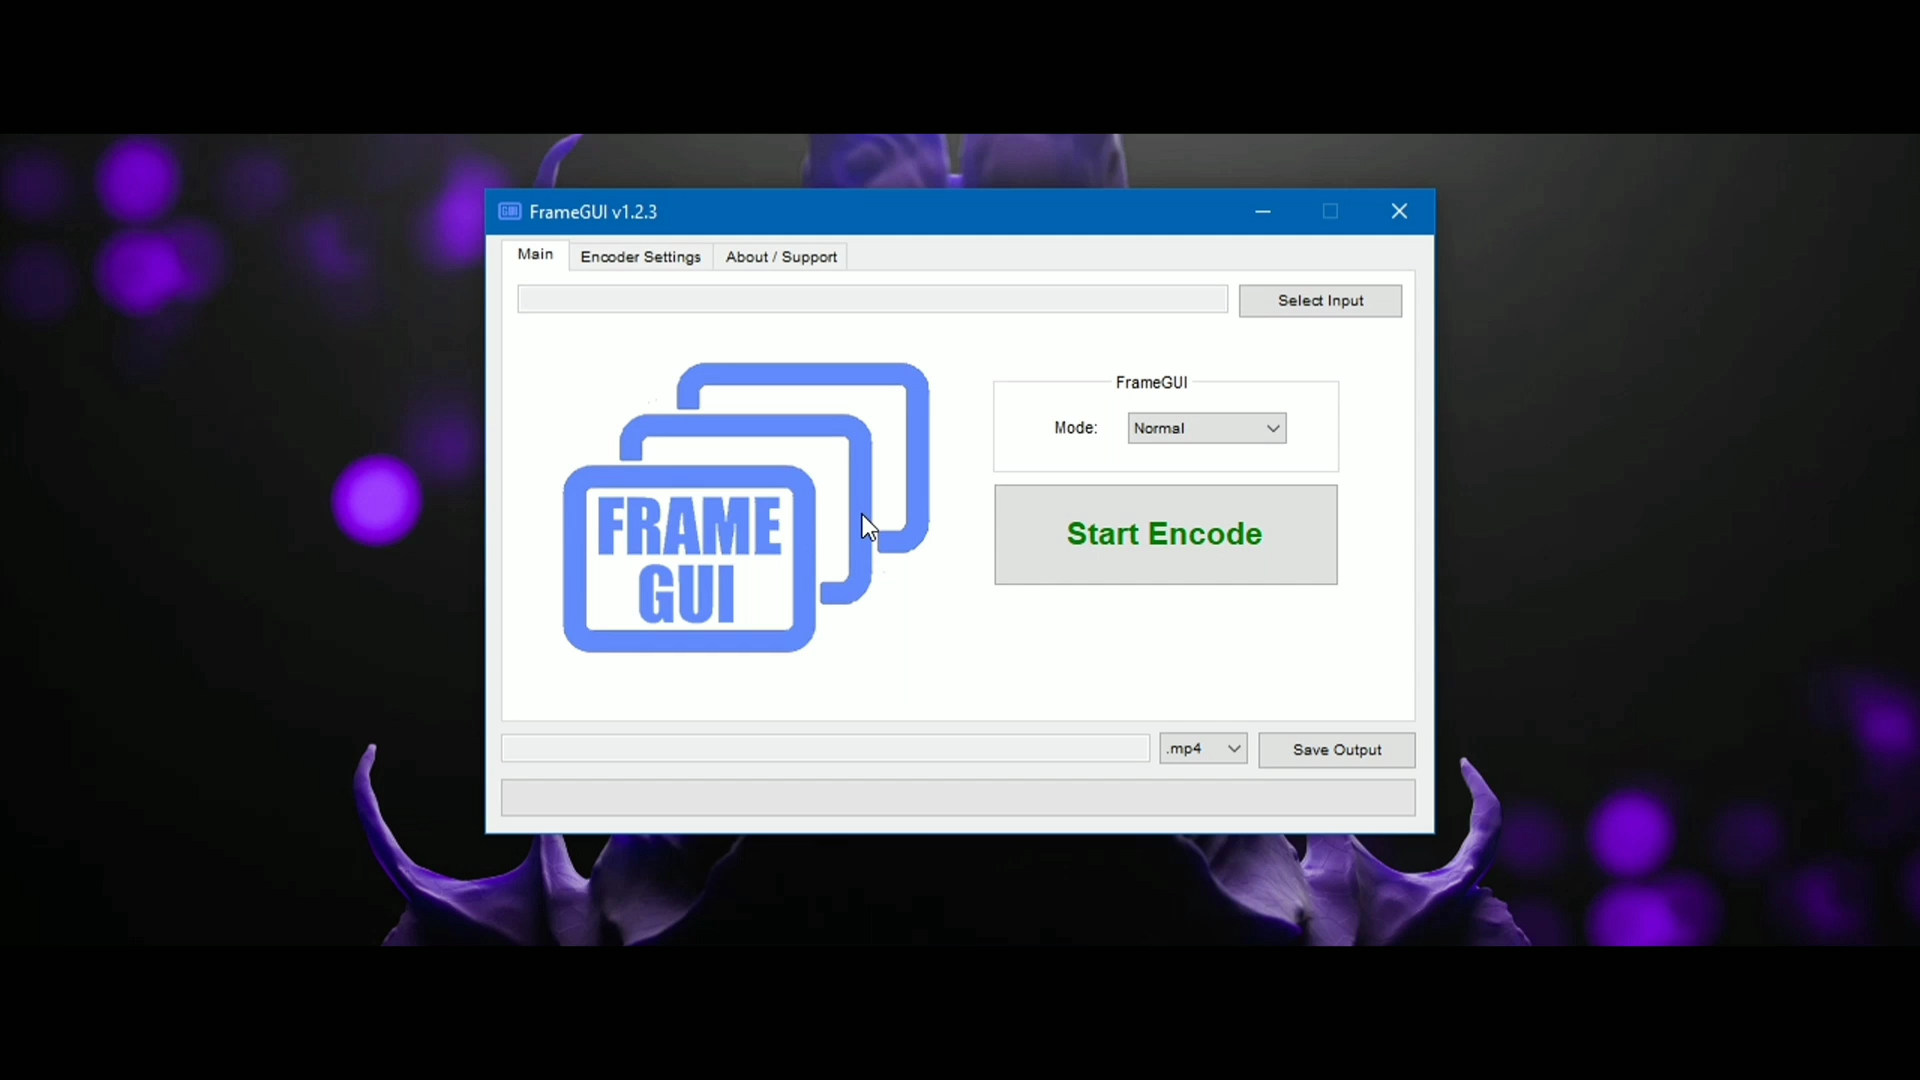 FrameGUI v1.2.3
Main
Encoder Settings
About / Support
Select Input
FRAME
GUI
FrameGUI
Mode:
Normal
Start Encode
.mp4
Save Output